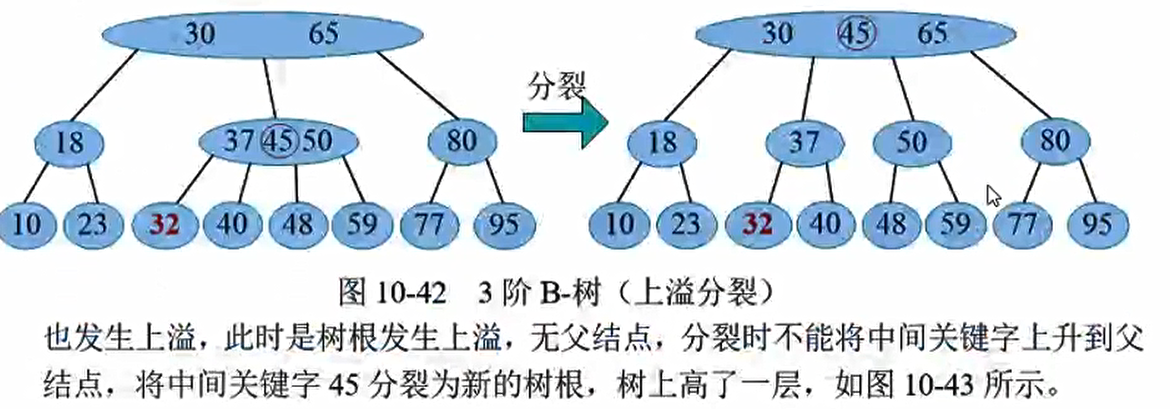 30 65
30 45 65
分裂
18 37 45 50 80
18 37 50 80
10 23 32 40 48 59 77 95
10 23 32 40 48 59 77 95
图 10-42 3 阶 B-树（上溢分裂）
也发生上溢，此时是树根发生上溢，无父结点，分裂时不能将中间关键字上升到父
结点，将中间关键字 45 分裂为新的树根，树上高了一层，如图 10-43 所示。